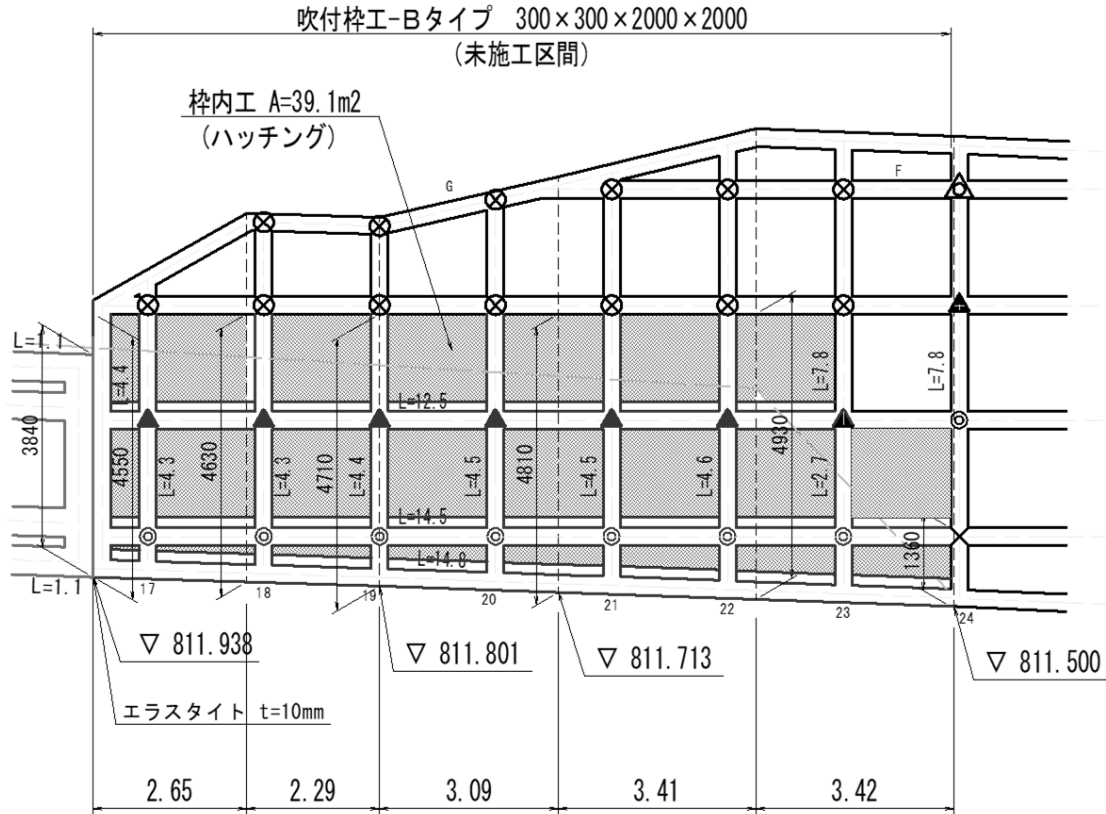 吹付枠工-Bタイプ 300×300×2000×2000
(未施工区間)
枠内工 A=39.1m2
(ハッチング)
G
F
L=1.1
L=4.4
3840
4550
L=4.3
4630
L=4.3
4710
L=4.4
L=12.5
L=4.5
4810
L=4.5
L=4.6
4930
L=7.8
L=2.7
L=7.8
L=14.5
L=14.8
1360
L=1.1
17
18
19
20
21
22
23
24
▽ 811.938
▽ 811.801
▽ 811.713
▽ 811.500
エラスタイト t=10mm
2.65
2.29
3.09
3.41
3.42